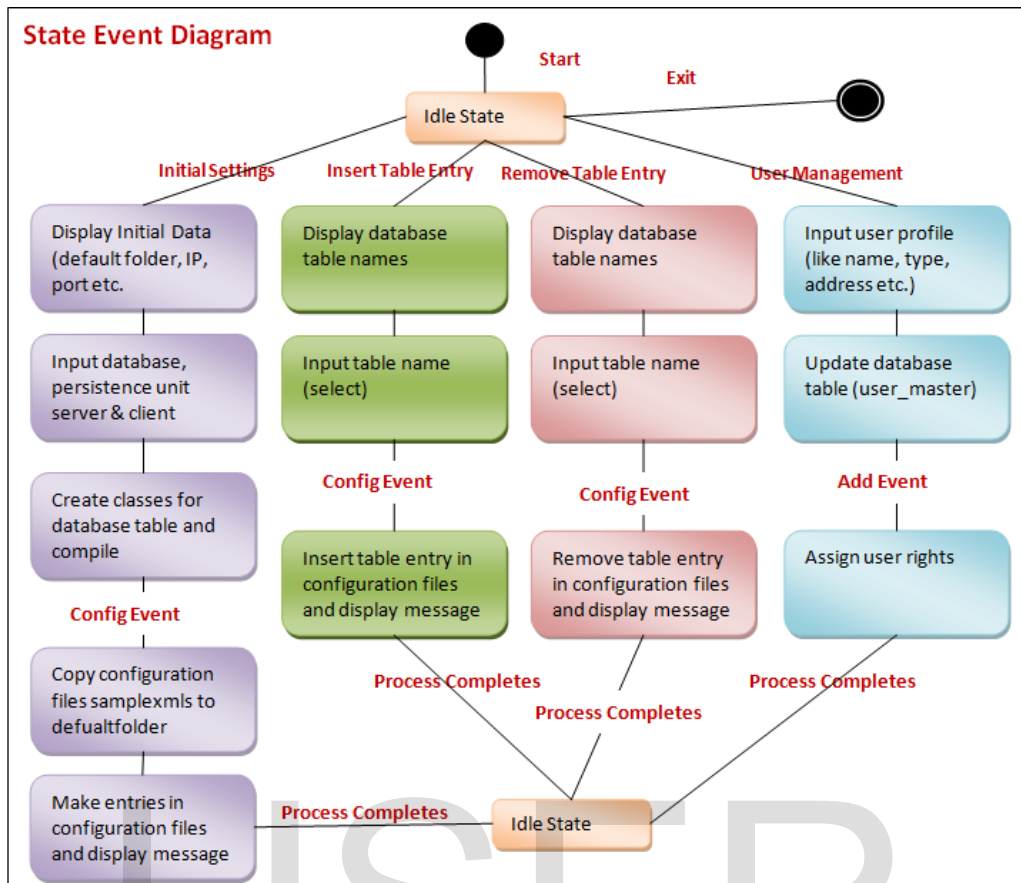 State Event Diagram
Start
Exit
Idle State
Initial Settings
Insert Table Entry
Remove Table Entry
User Management
Display Initial Data
(default folder, IP,
port etc.
Display database
table names
Display database
table names
Input user profile
(like name, type,
address etc.)
Input database,
persistence unit
server & client
Input table name
(select)
Input table name
(select)
Update database
table (user_master)
Config Event
Config Event
Add Event
Create classes for
database table and
compile
Insert table entry in
configuration files
and display message
Remove table entry
in configuration files
and display message
Assign user rights
Config Event
Copy configuration
files samplexmls to
defualtfolder
Process Completes
Process Completes
Process Completes
Make entries in
configuration files
and display message
Process Completes
Idle State
IJSER